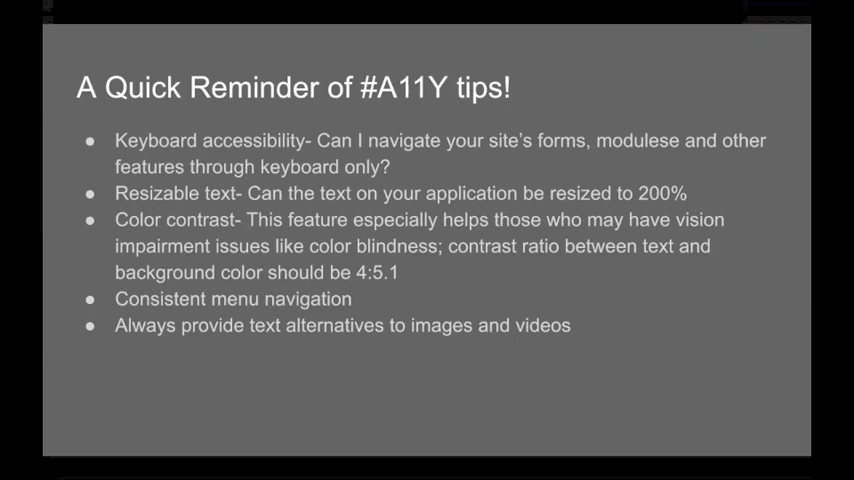 A Quick Reminder of #A11Y tips!
● Keyboard accessibility- Can I navigate your site's forms, modulese and other
features through keyboard only?
● Resizable text- Can the text on your application be resized to 200%
● Color contrast- This feature especially helps those who may have vision
impairment issues like color blindness; contrast ratio between text and
background color should be 4:5.1
● Consistent menu navigation
● Always provide text alternatives to images and videos